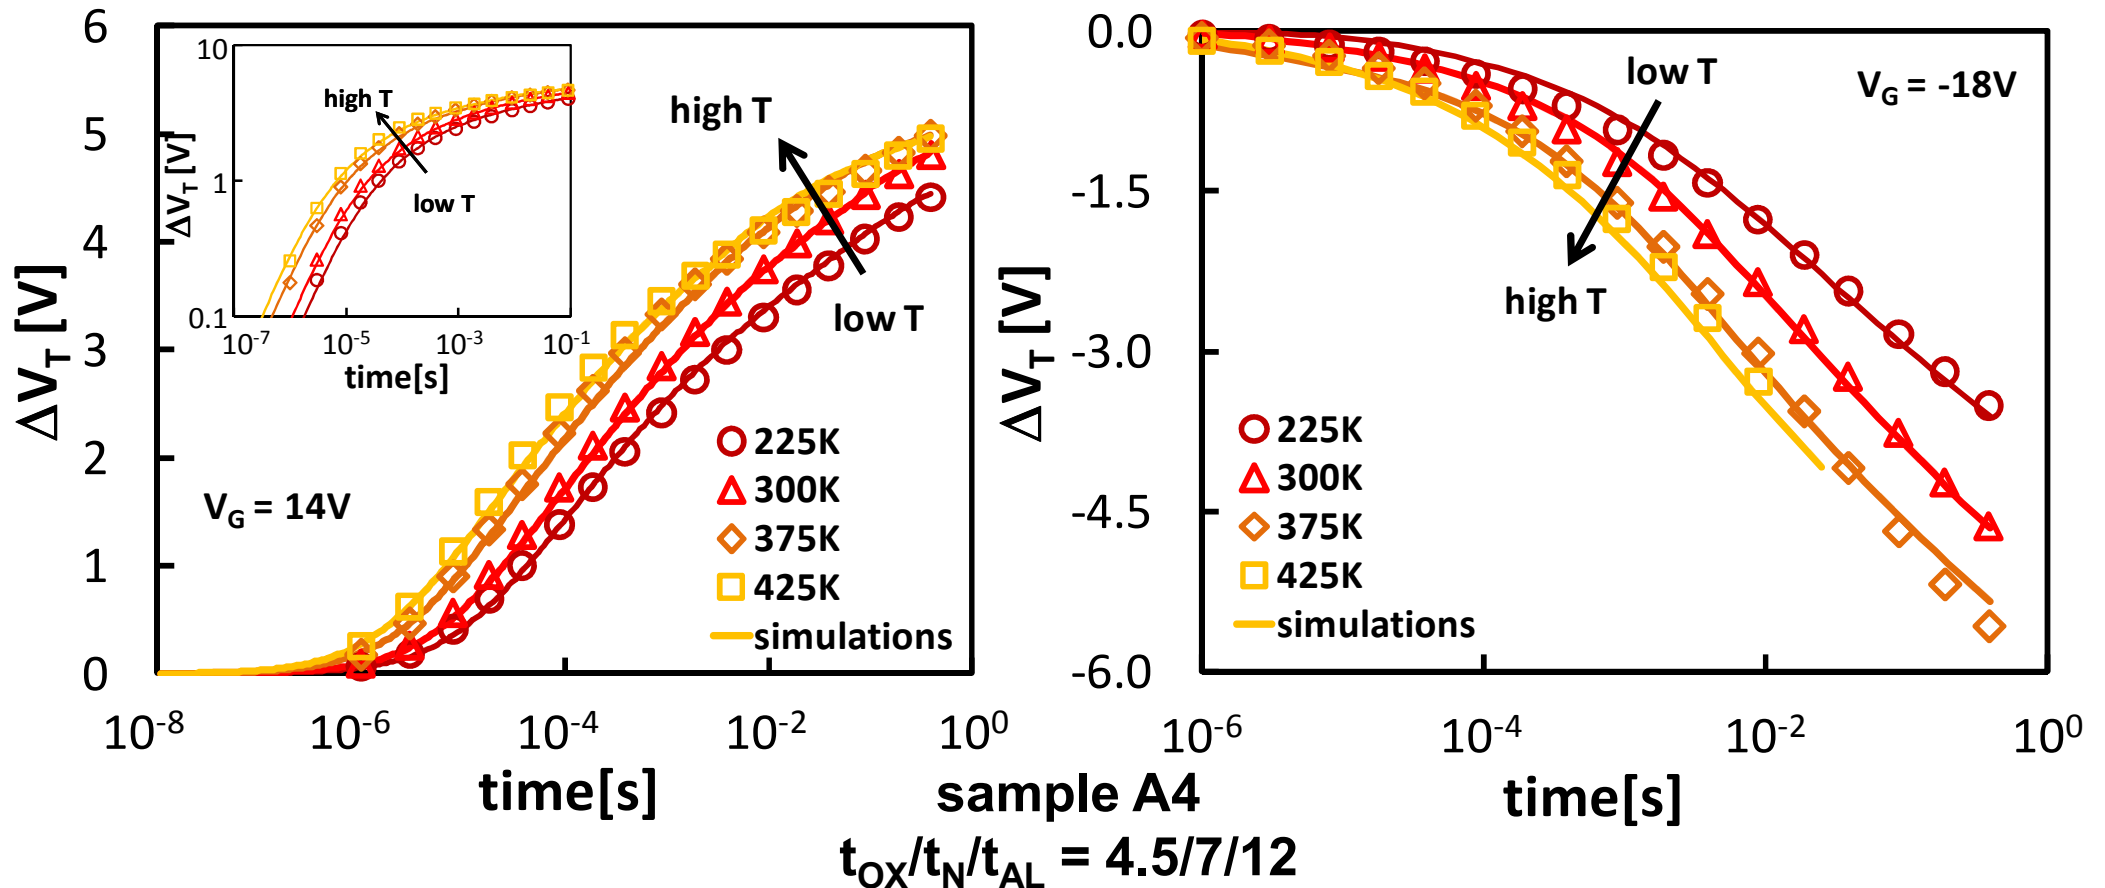 6
5
4
3
2
1
0
ΔV_T [V]
10^-8
10^-6
10^-4
10^-2
10^0
time[s]
V_G = 14V
high T
low T
225K
300K
375K
425K
simulations
10
1
0.1
ΔV_T [V]
10^-7
10^-5
10^-3
10^-1
time[s]
high T
low T
0.0
-1.5
-3.0
-4.5
-6.0
ΔV_T [V]
10^-6
10^-4
10^-2
10^0
time[s]
V_G = -18V
low T
high T
225K
300K
375K
425K
simulations
sample A4
t_OX/t_N/t_AL = 4.5/7/12